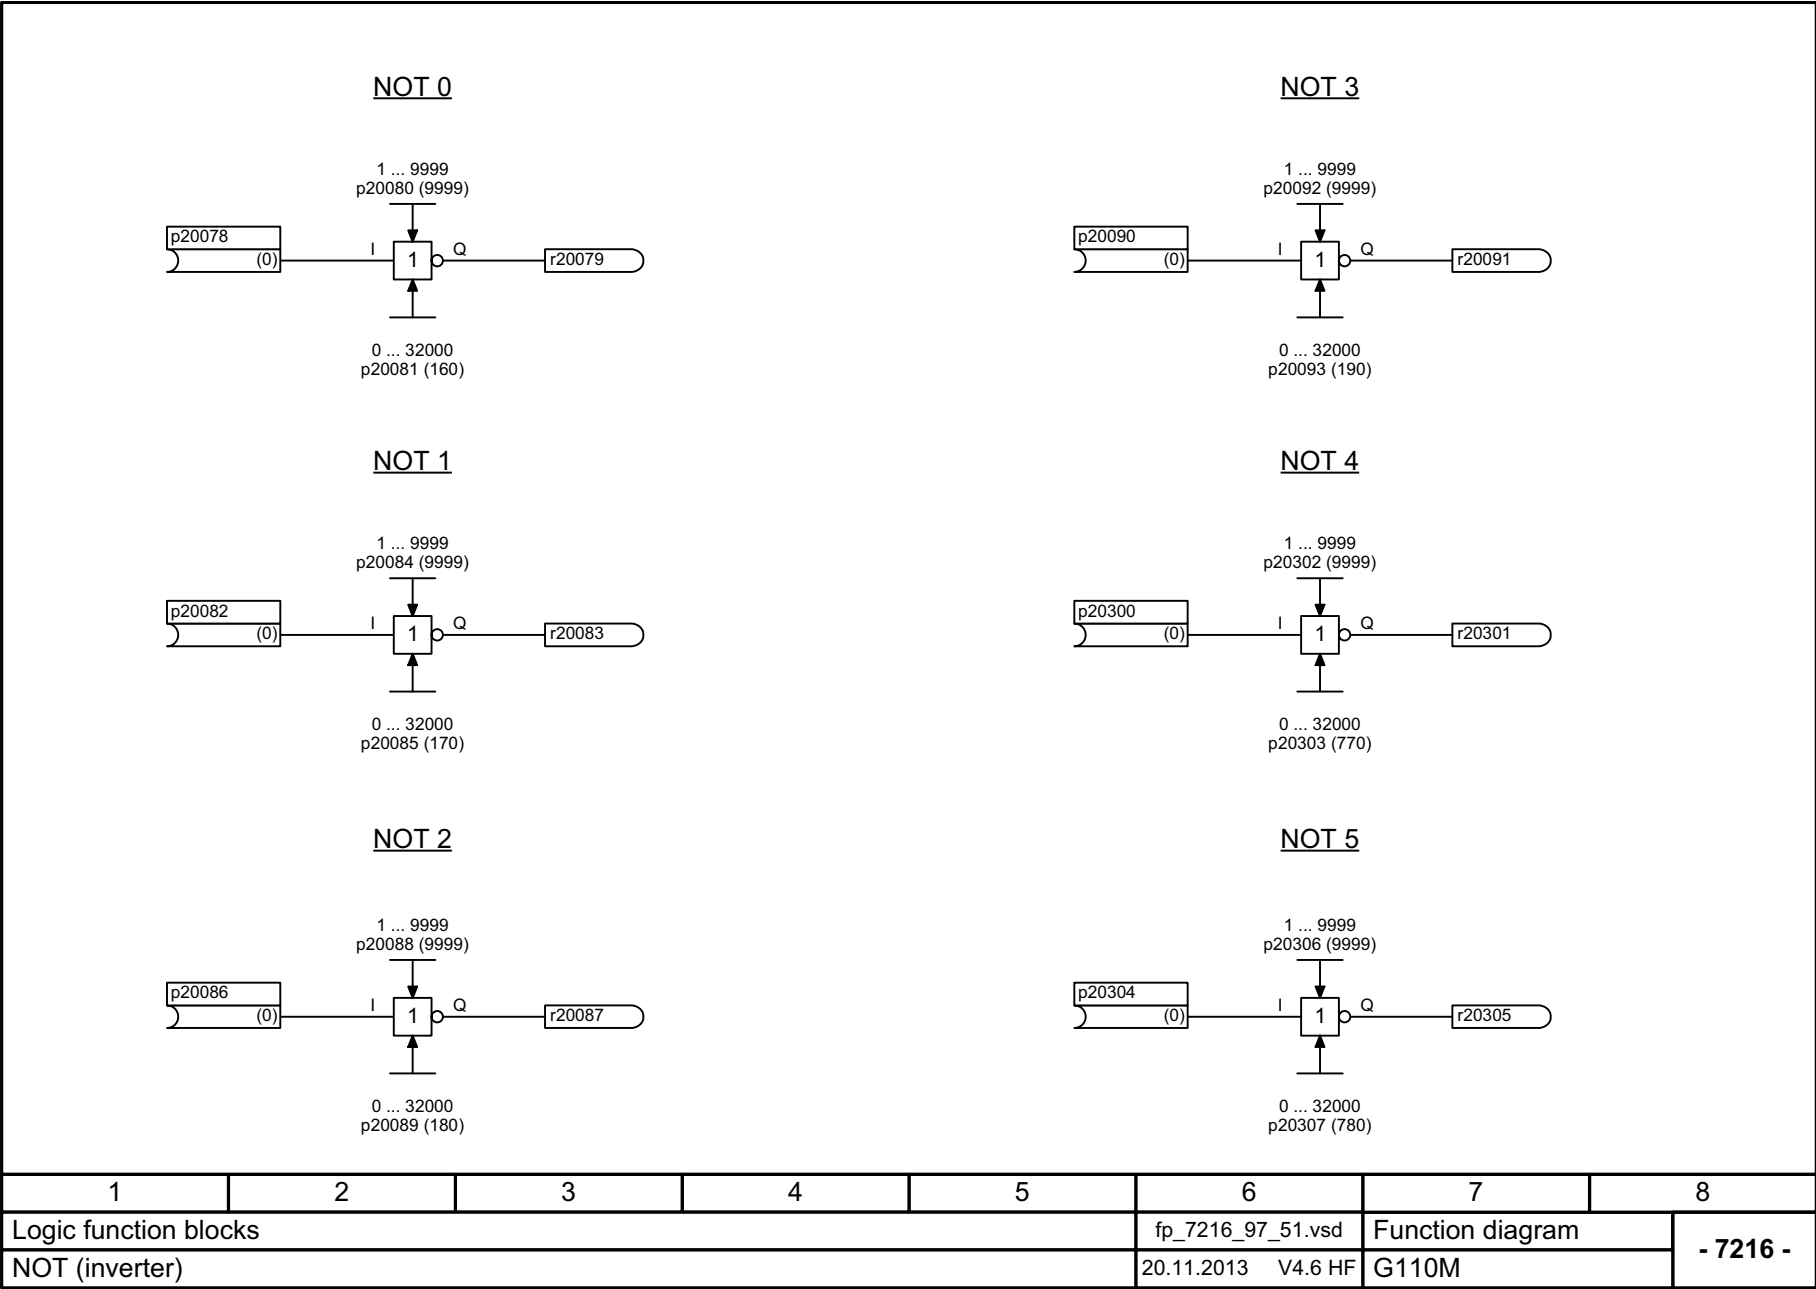 NOT 0
1 ... 9999
p20080 (9999)
p20078
(0)
I
1
Q
r20079
0 ... 32000
p20081 (160)
NOT 1
1 ... 9999
p20084 (9999)
p20082
(0)
I
1
Q
r20083
0 ... 32000
p20085 (170)
NOT 2
1 ... 9999
p20088 (9999)
p20086
(0)
I
1
Q
r20087
0 ... 32000
p20089 (180)
NOT 3
1 ... 9999
p20092 (9999)
p20090
(0)
I
1
Q
r20091
0 ... 32000
p20093 (190)
NOT 4
1 ... 9999
p20302 (9999)
p20300
(0)
I
1
Q
r20301
0 ... 32000
p20303 (770)
NOT 5
1 ... 9999
p20306 (9999)
p20304
(0)
I
1
Q
r20305
0 ... 32000
p20307 (780)
1 2 3 4 5 6 7 8
Logic function blocks
fp_7216_97_51.vsd
Function diagram
- 7216 -
NOT (inverter)
20.11.2013 V4.6 HF
G110M